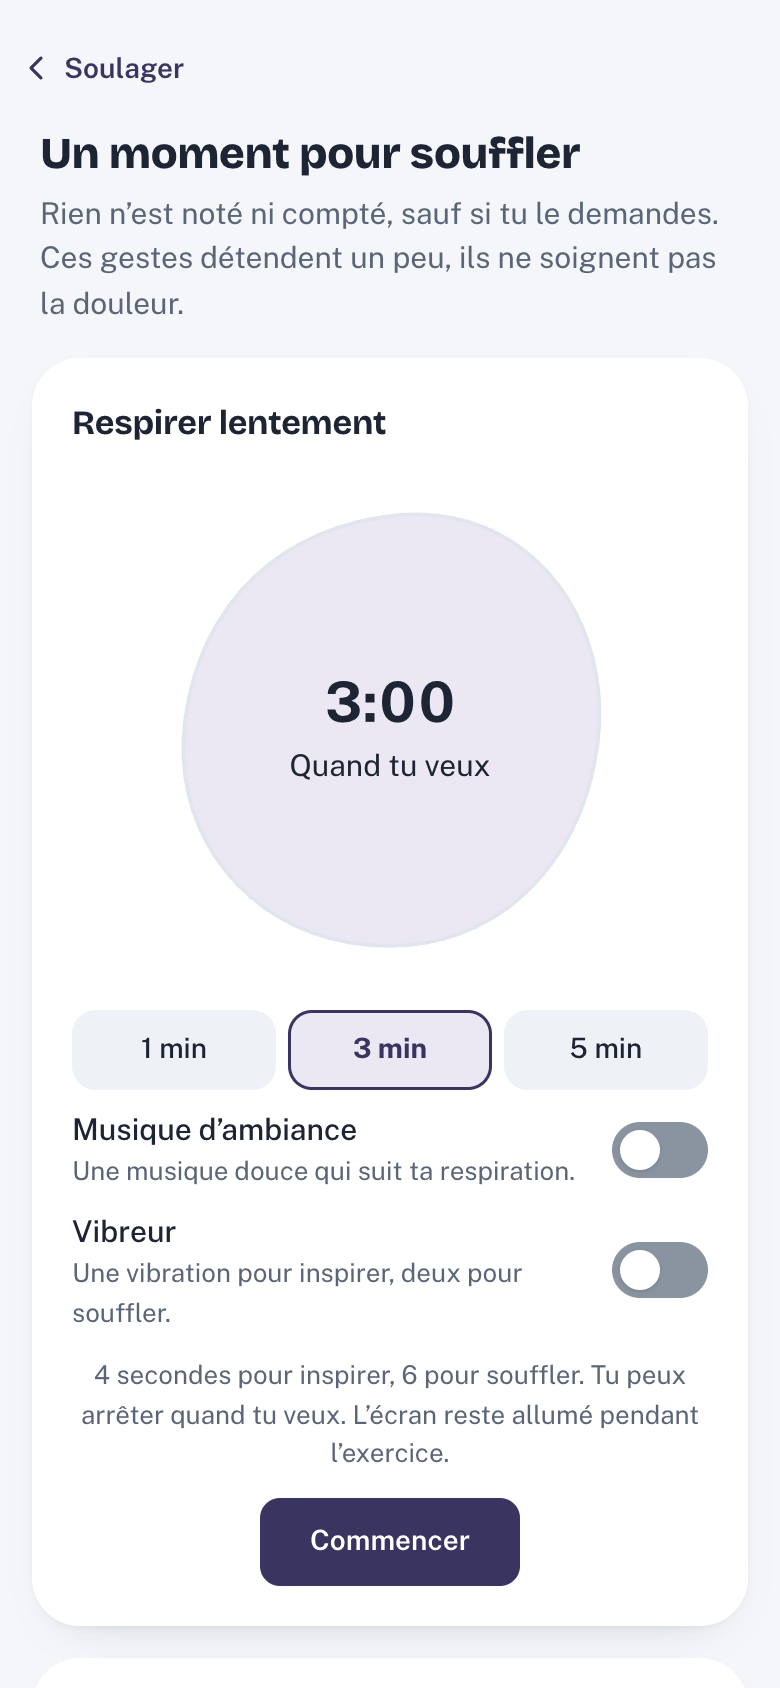 Soulager
Un moment pour souffler
Rien n’est noté ni compté, sauf si tu le demandes.
Ces gestes détendent un peu, ils ne soignent pas
la douleur.
Respirer lentement
3:00
Quand tu veux
1 min
3 min
5 min
Musique d’ambiance
Une musique douce qui suit ta respiration.
Vibreur
Une vibration pour inspirer, deux pour
souffler.
4 secondes pour inspirer, 6 pour souffler. Tu peux
arrêter quand tu veux. L’écran reste allumé pendant
l’exercice.
Commencer